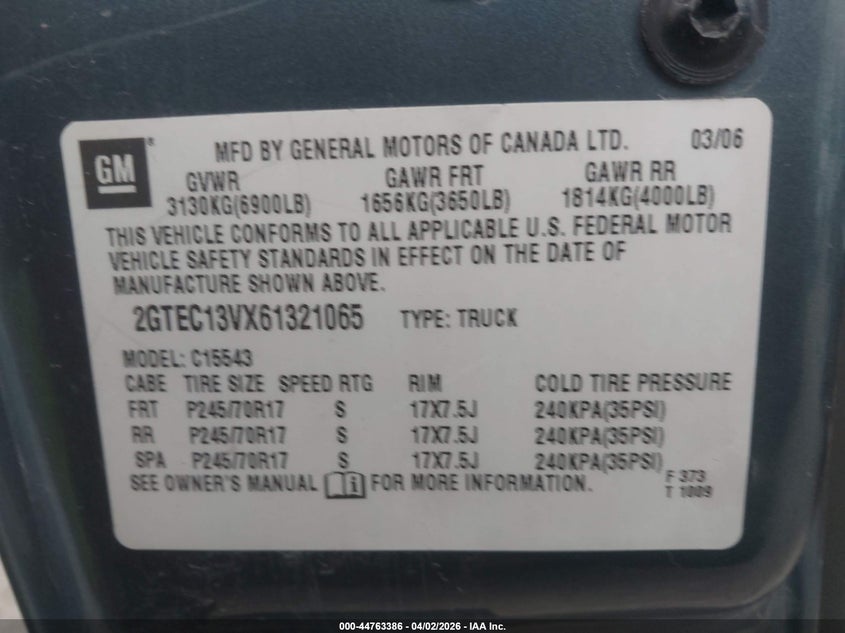 GM ® MFD BY GENERAL MOTORS OF CANADA LTD. 03/06
GVWR GAWR FRT GAWR RR
3130KG(6900LB) 1656KG(3650LB) 1814KG(4000LB)
THIS VEHICLE CONFORMS TO ALL APPLICABLE U.S. FEDERAL MOTOR
VEHICLE SAFETY STANDARDS IN EFFECT ON THE DATE OF
MANUFACTURE SHOWN ABOVE.
2GTEC13VX61321065 TYPE: TRUCK
MODEL: C15543
CABE TIRE SIZE SPEED RTG RIM COLD TIRE PRESSURE
FRT P245/70R17 S 17X7.5J 240KPA(35PSI)
RR P245/70R17 S 17X7.5J 240KPA(35PSI)
SPA P245/70R17 S 17X7.5J 240KPA(35PSI)
SEE OWNER'S MANUAL i FOR MORE INFORMATION.
F 373
T 1009
000-44763386 - 04/02/2026 - IAA Inc.